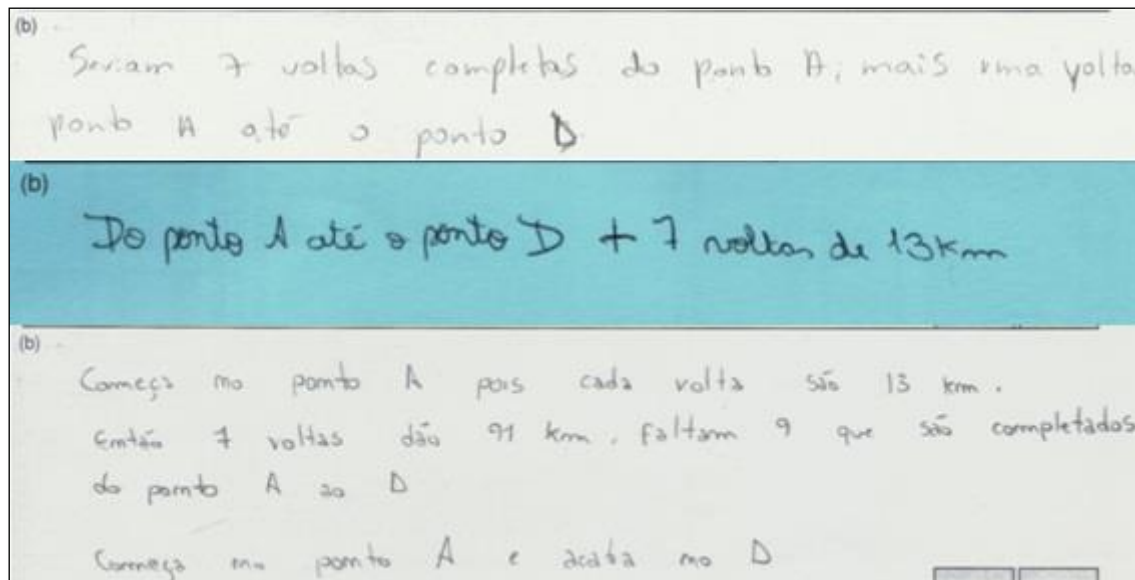 (b)
Seriam 7 voltas completas do ponto A, mais uma volta
ponto A até o ponto D
(b)
Do ponto A até o ponto D + 7 voltas de 13km
(b)
Começa no ponto A pois cada volta são 13 km.
Então 7 voltas dão 91 km. Faltam 9 que são completados
do ponto A ao D
Começa no ponto A e acaba no D